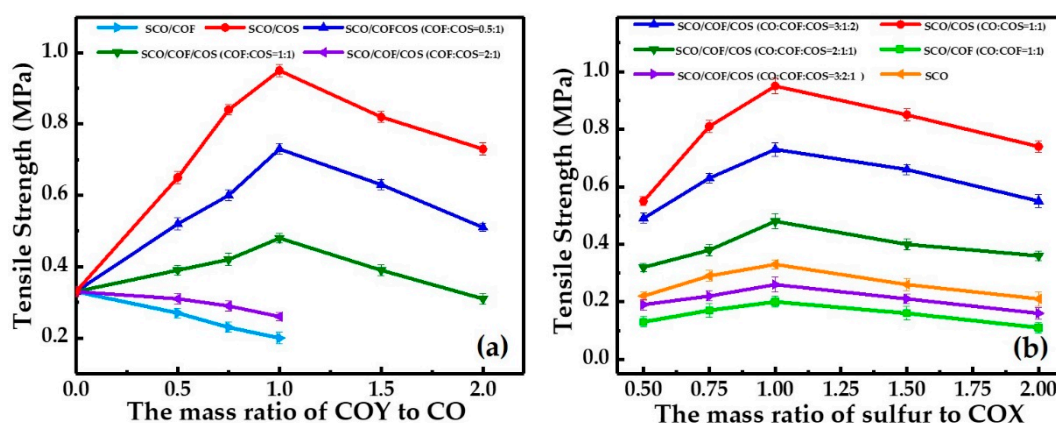 SCO/COF SCO/COS SCO/COFCOS (COF:COS=0.5:1)
SCO/COF/COS (COF:COS=1:1) SCO/COF/COS (COF:COS=2:1)
1.0
0.8
0.6
0.4
0.2
Tensile Strength (MPa)
(a)
0.0 0.5 1.0 1.5 2.0
The mass ratio of COY to CO
SCO/COF/COS (CO:COF:COS=3:1:2) SCO/COS (CO:COS=1:1)
SCO/COF/COS (CO:COF:COS=2:1:1) SCO/COF (CO:COF=1:1)
SCO/COF/COS (CO:COF:COS=3:2:1 ) SCO
1.0
0.8
0.6
0.4
0.2
0.0
Tensile Strength (MPa)
(b)
0.50 0.75 1.00 1.25 1.50 1.75 2.00
The mass ratio of sulfur to COX